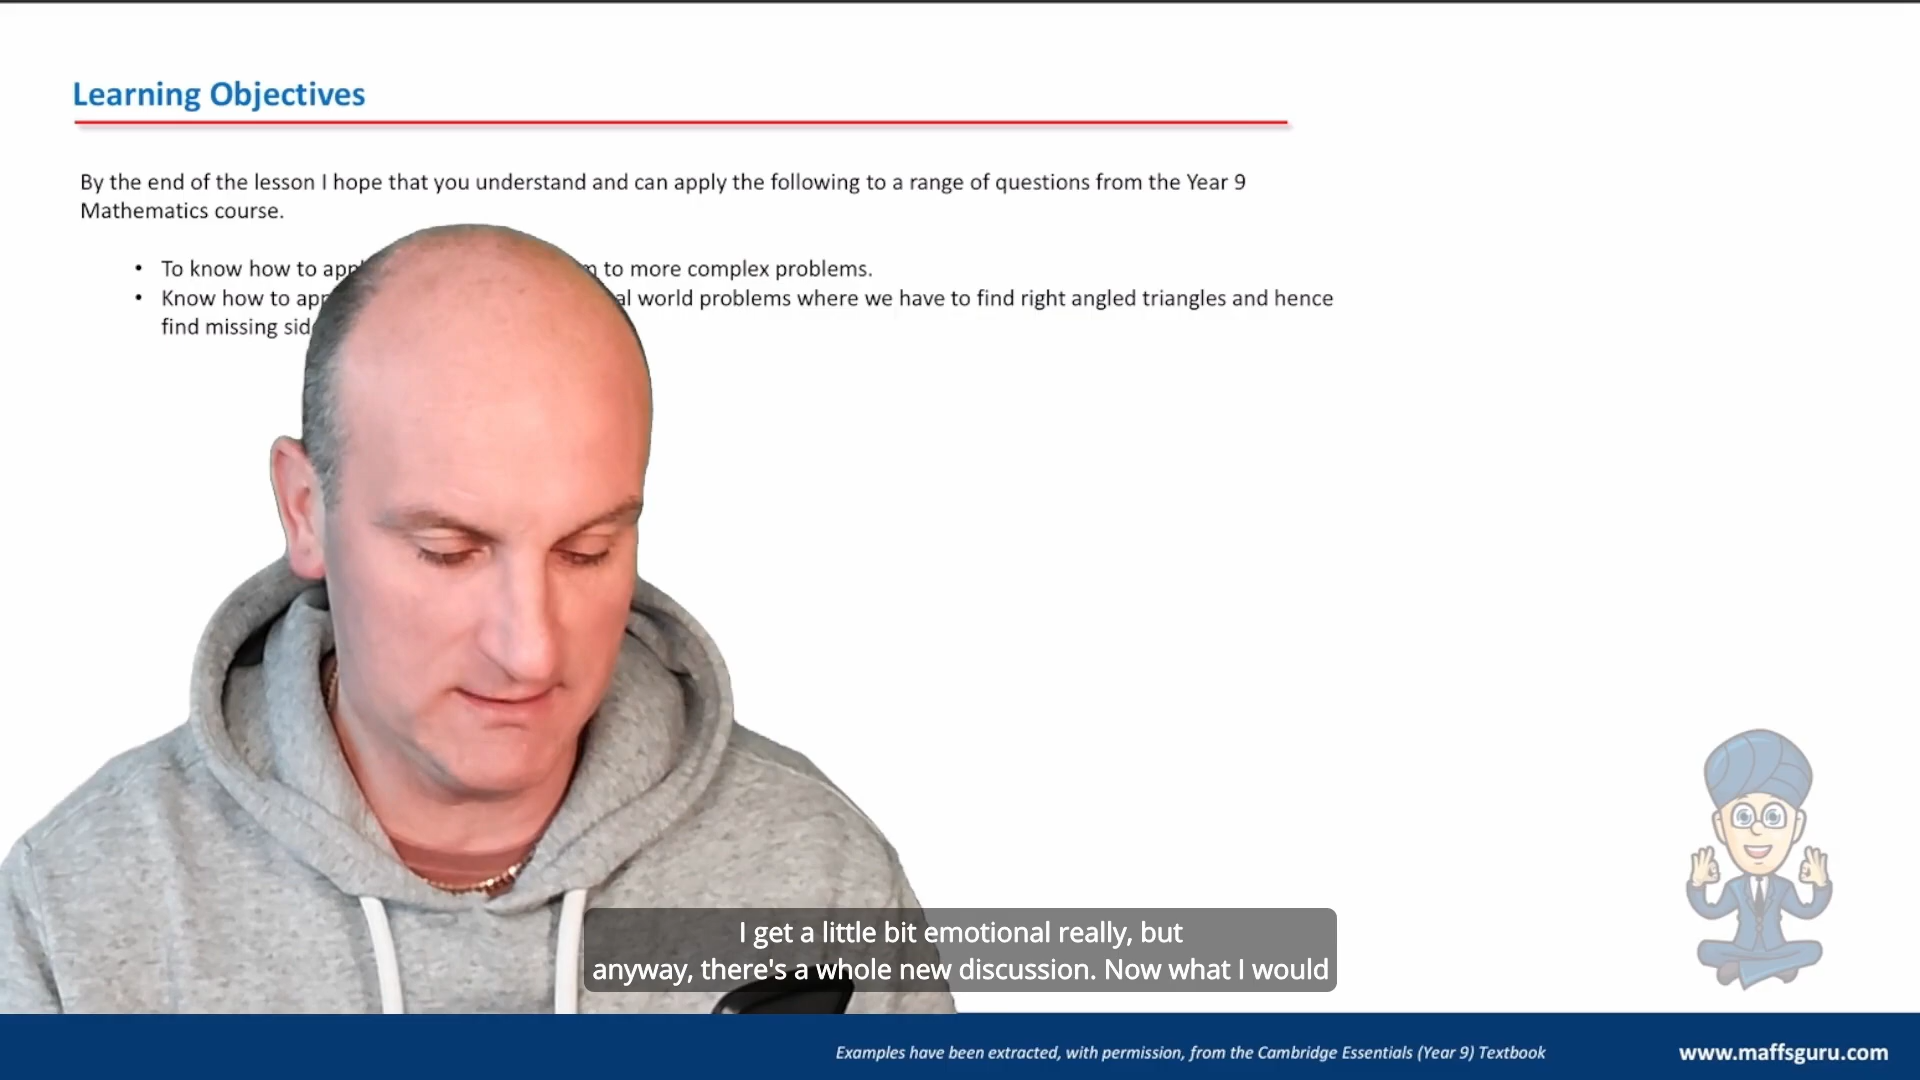 Learning Objectives
By the end of the lesson I hope that you understand and can apply the following to a range of questions from the Year 9
Mathematics course.
• To know how to to more complex problems.
• Know how to world problems where we have to find right angled triangles and hence
find missing
I get a little bit emotional really, but
anyway, there's a whole new discussion. Now what I would
Examples have been extracted, with permission, from the Cambridge Essentials (Year 9) Textbook
www.maffsguru.com